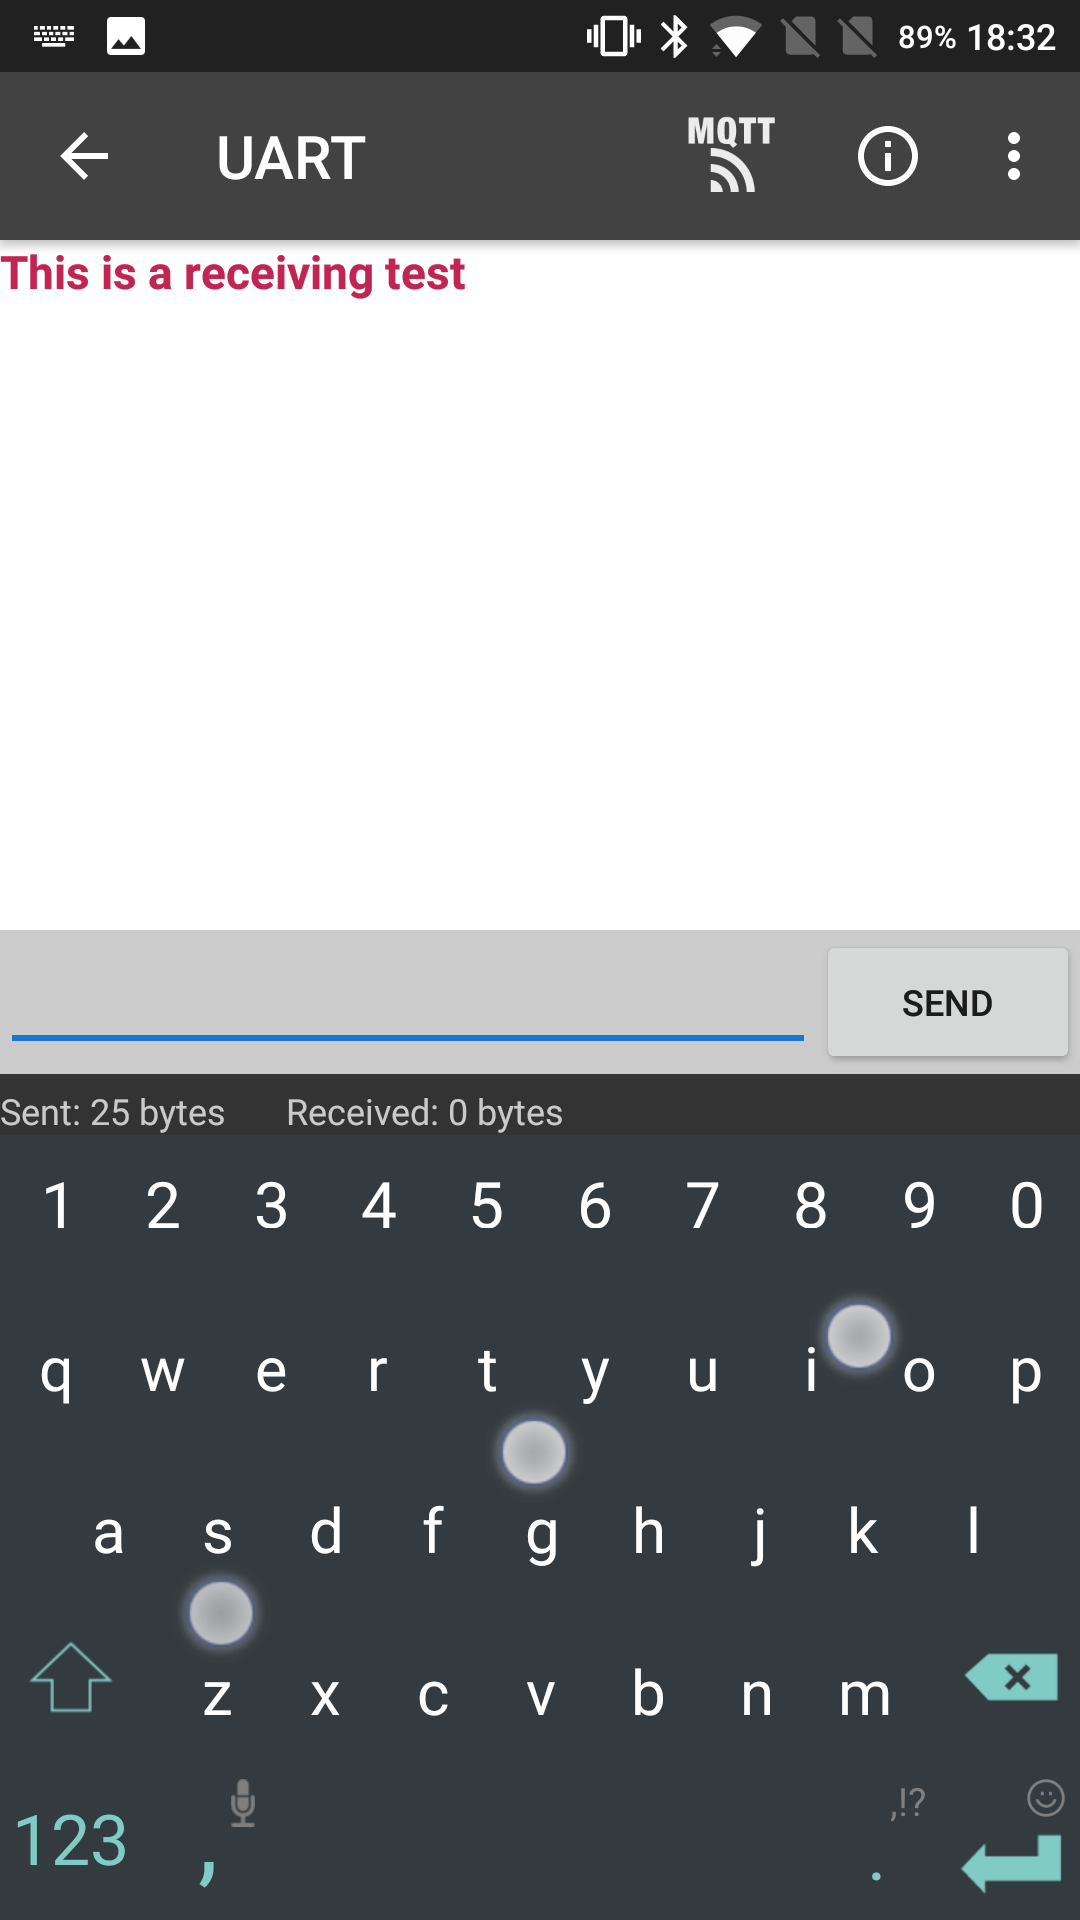 89% 18:32
UART MQTT
This is a receiving test
SEND
Sent: 25 bytes Received: 0 bytes
1 2 3 4 5 6 7 8 9 0
q w e r t y u i o p
a s d f g h j k l
z x c v b n m
123 , ,!? .